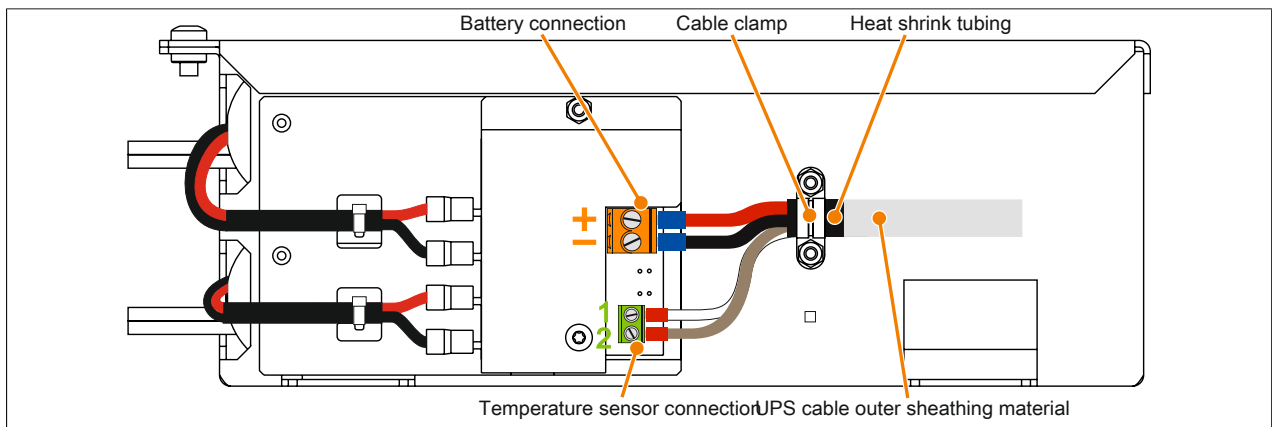 Battery connection
Cable clamp
Heat shrink tubing
+
−
1
2
Temperature sensor connection
UPS cable outer sheathing material